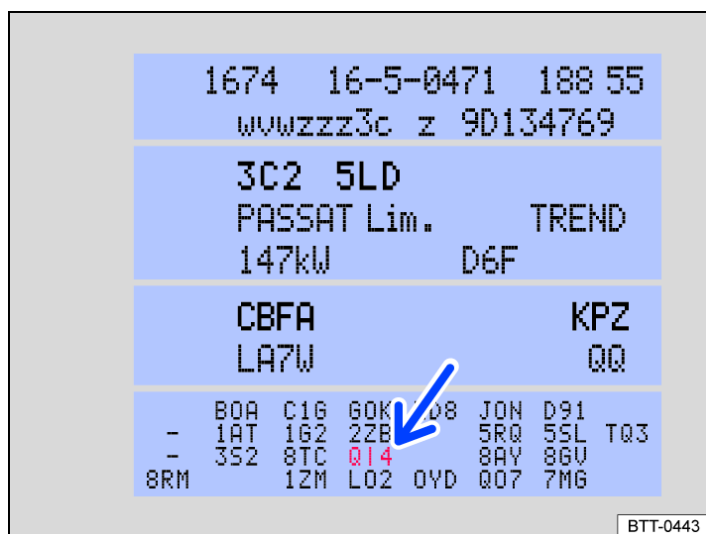 1674 16-5-0471 188 55
wvwzzz3c z 9D134769
3C2 5LD
PASSAT Lim. TREND
147kW D6F
CBFA KPZ
LA7W QQ
BOA C1G GOK D8 JON D91
- 1AT 1G2 2ZB 5RQ 5SL TQ3
- 3S2 8TC QI4 8AY 8GV
8RM 1ZM LO2 OYD QO7 7MG
BTT-0443